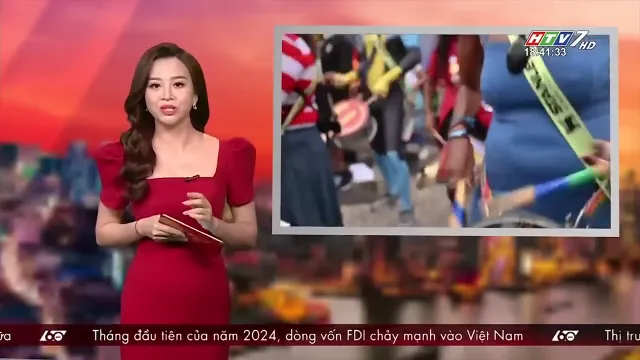 HTV7 HD
18:41:33
ữa 60 Tháng đầu tiên của năm 2024, dòng vốn FDI chảy mạnh vào Việt Nam 60 Thị trư